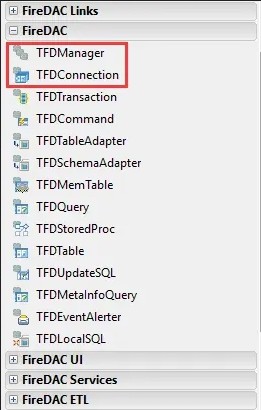 FireDAC Links
FireDAC
TFDManager
TFDConnection
TFDTransaction
TFDCommand
TFDTableAdapter
TFDSchemaAdapter
TFDMemTable
TFDQuery
TFDStoredProc
TFDTable
TFDUpdateSQL
TFDMetaInfoQuery
TFDEventAlerter
TFDLocalSQL
FireDAC UI
FireDAC Services
FireDAC ETL